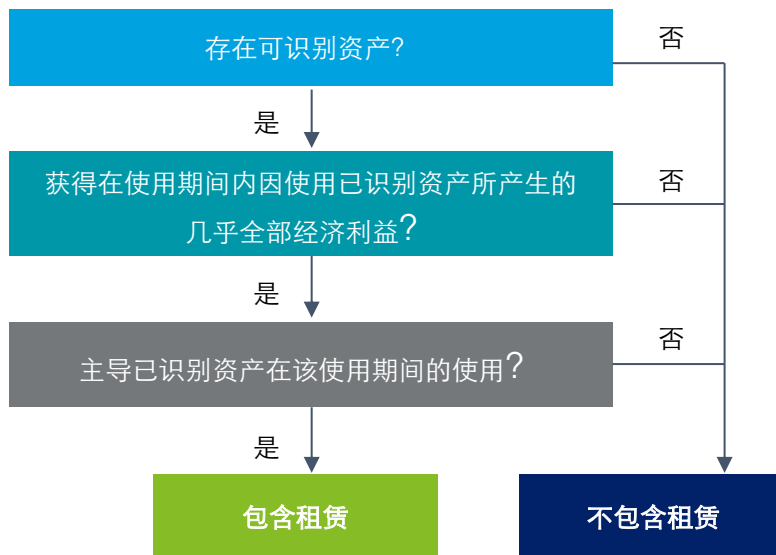 存在可识别资产?
否
是
获得在使用期间内因使用已识别资产所产生的
几乎全部经济利益?
否
是
主导已识别资产在该使用期间的使用?
否
是
包含租赁
不包含租赁